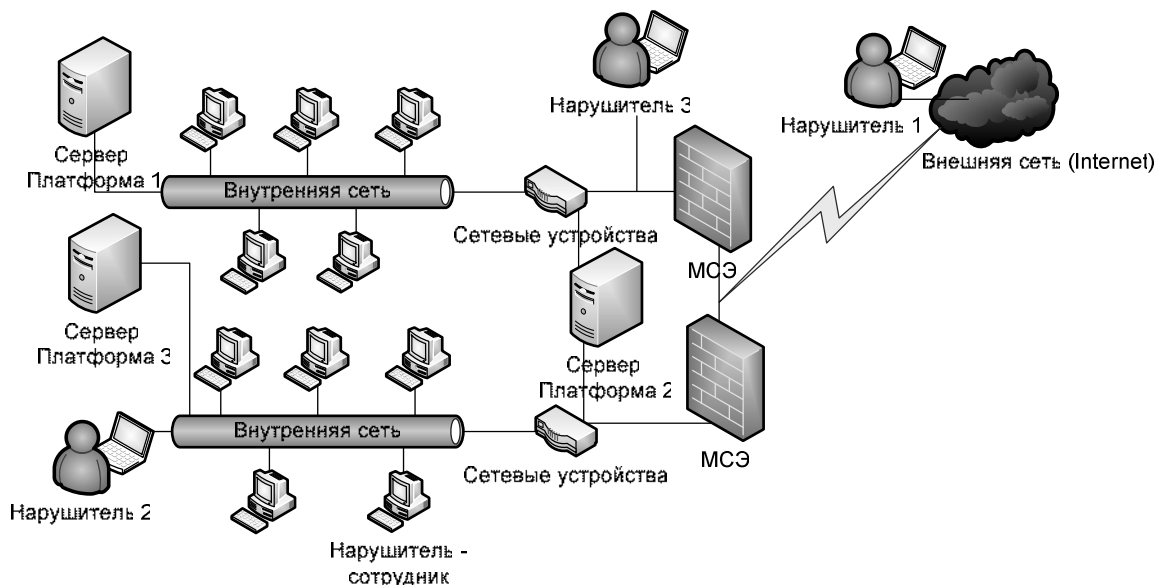 Нарушитель 3
Нарушитель 1
Внешняя сеть (Internet)
Сервер
Платформа 1
Внутренняя сеть
Сетевые устройства
МСЭ
Сервер
Платформа 3
Сервер
Платформа 2
Внутренняя сеть
Сетевые устройства
МСЭ
Нарушитель 2
Нарушитель -
сотрудник